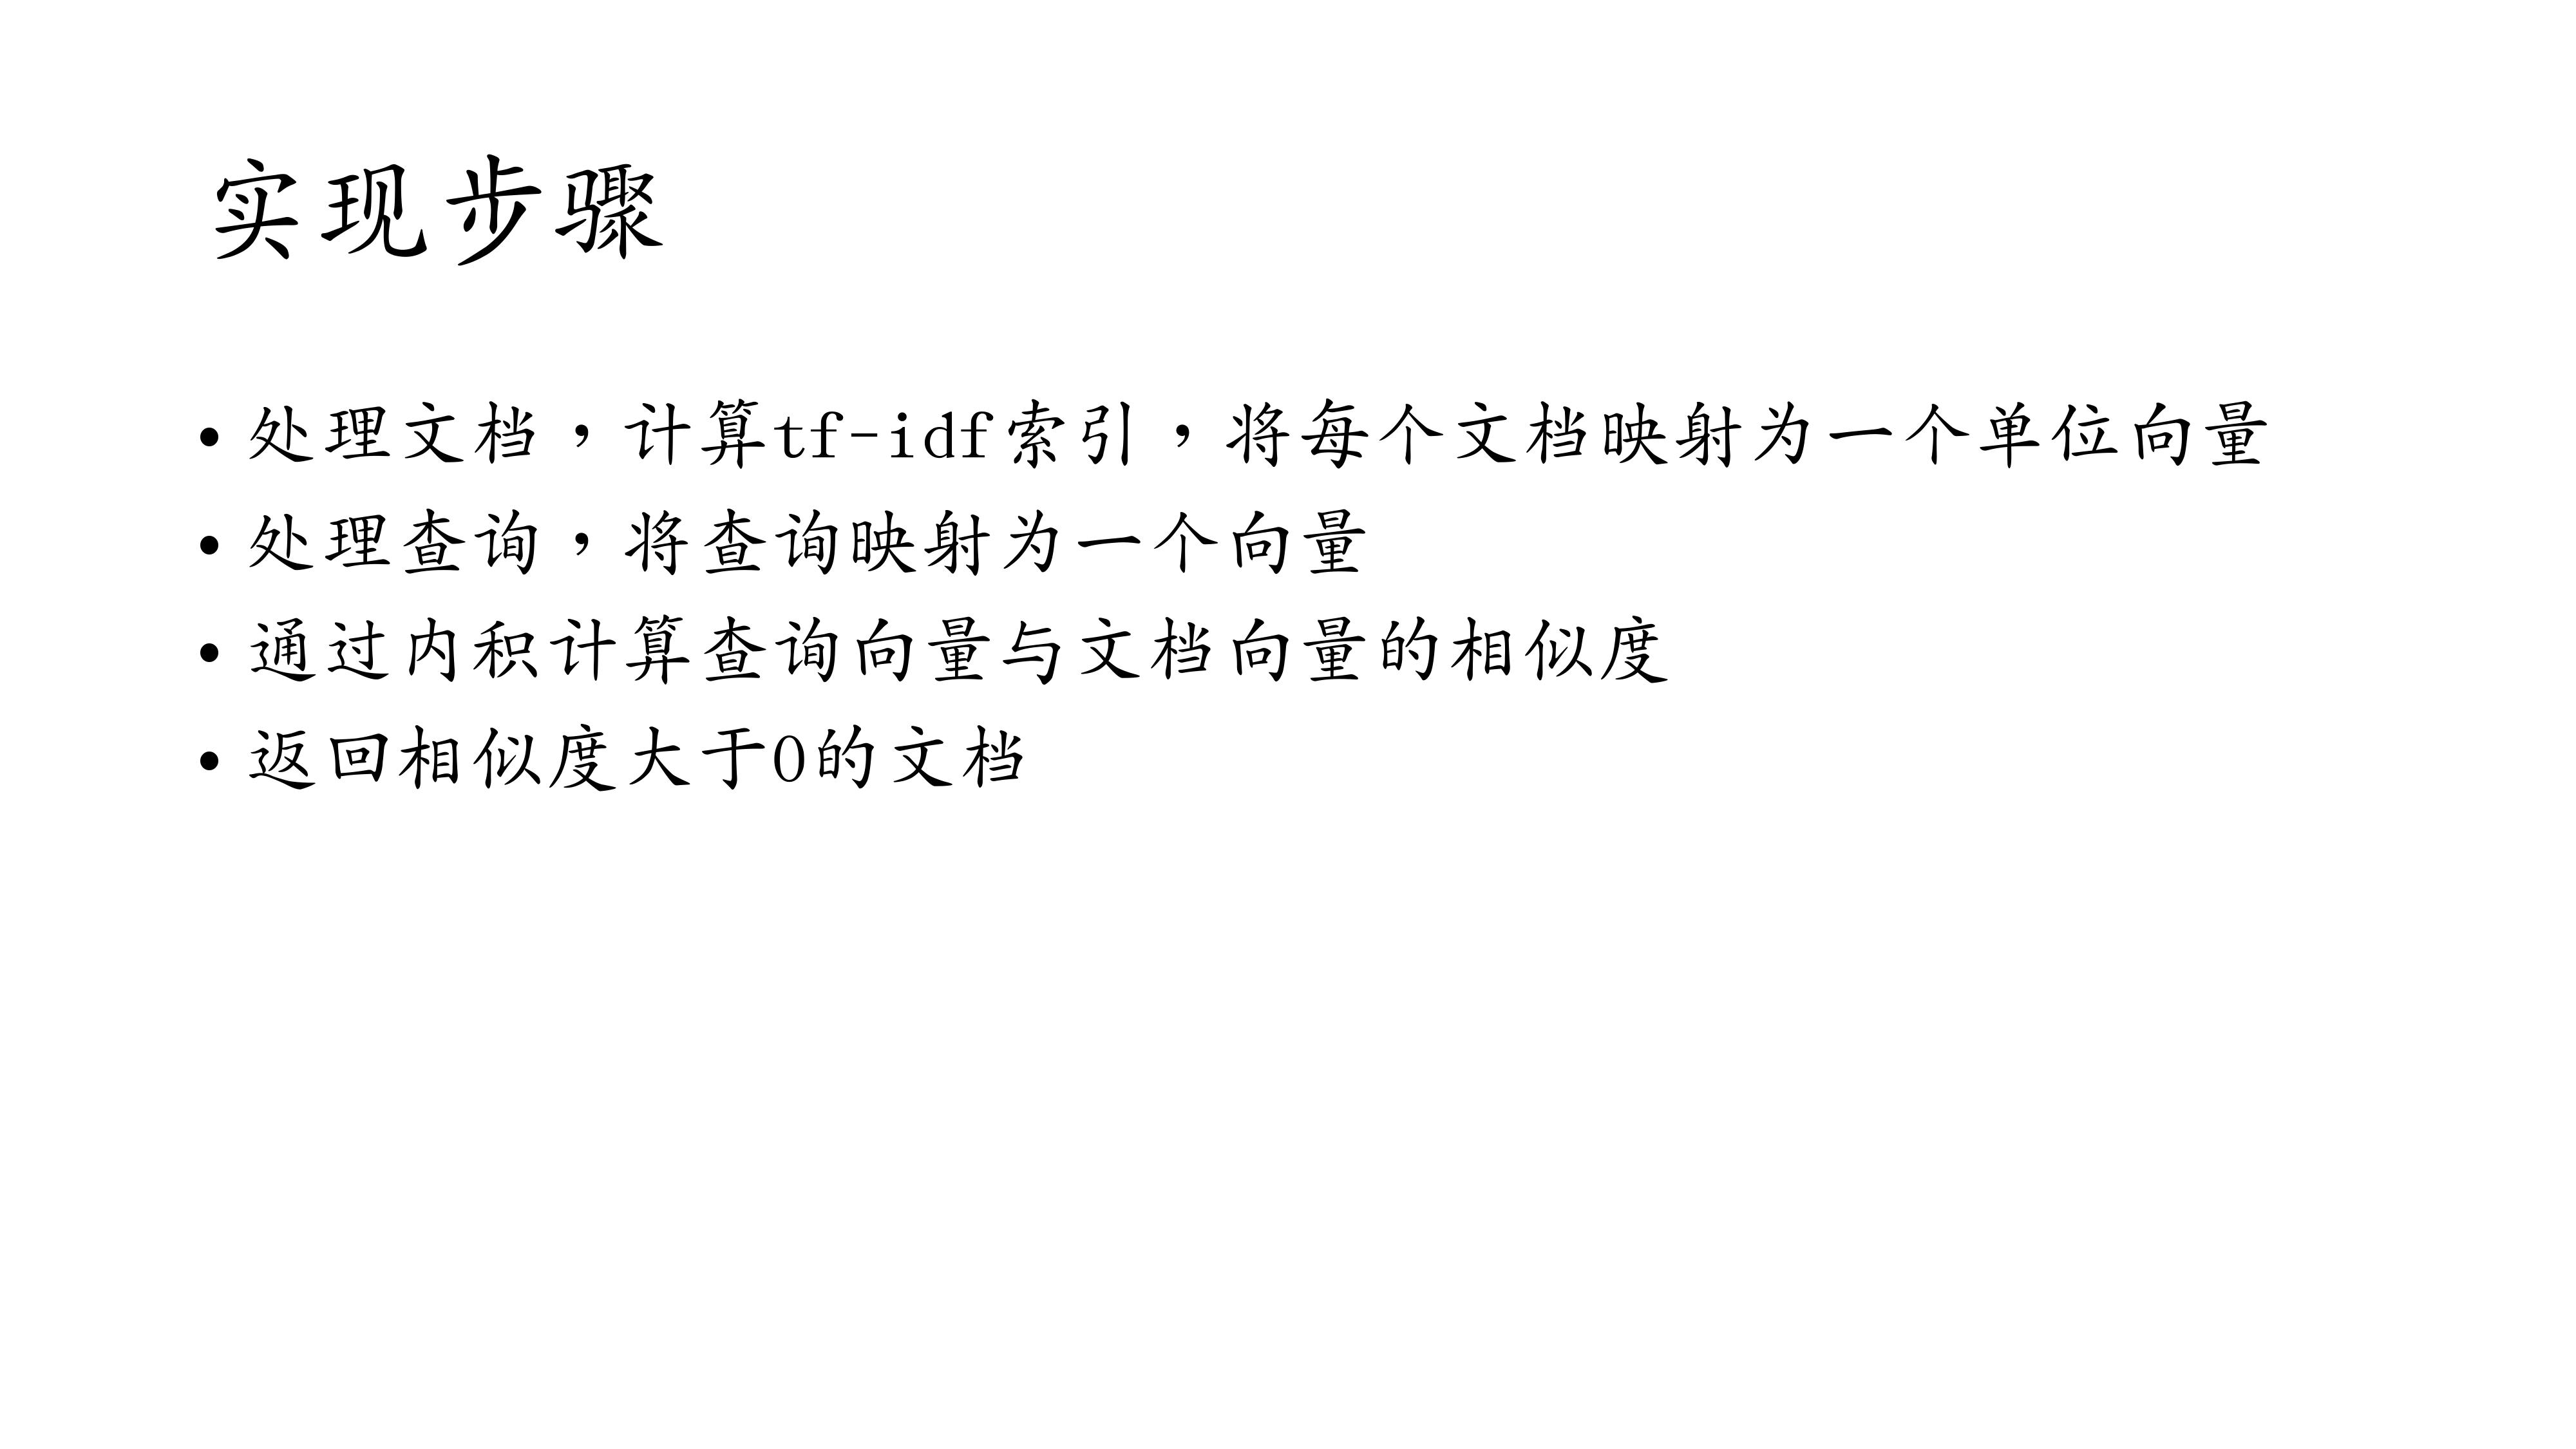 实现步骤
• 处理文档，计算tf-idf索引，将每个文档映射为一个单位向量
• 处理查询，将查询映射为一个向量
• 通过内积计算查询向量与文档向量的相似度
• 返回相似度大于0的文档